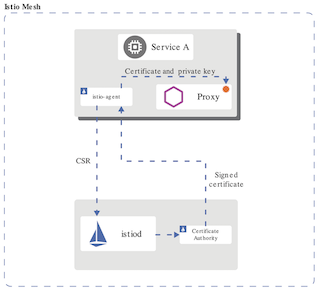 Istio Mesh
Service A
Certificate and private key
istio-agent
Proxy
CSR
Signed
certificate
istiod
Certificate
Authority